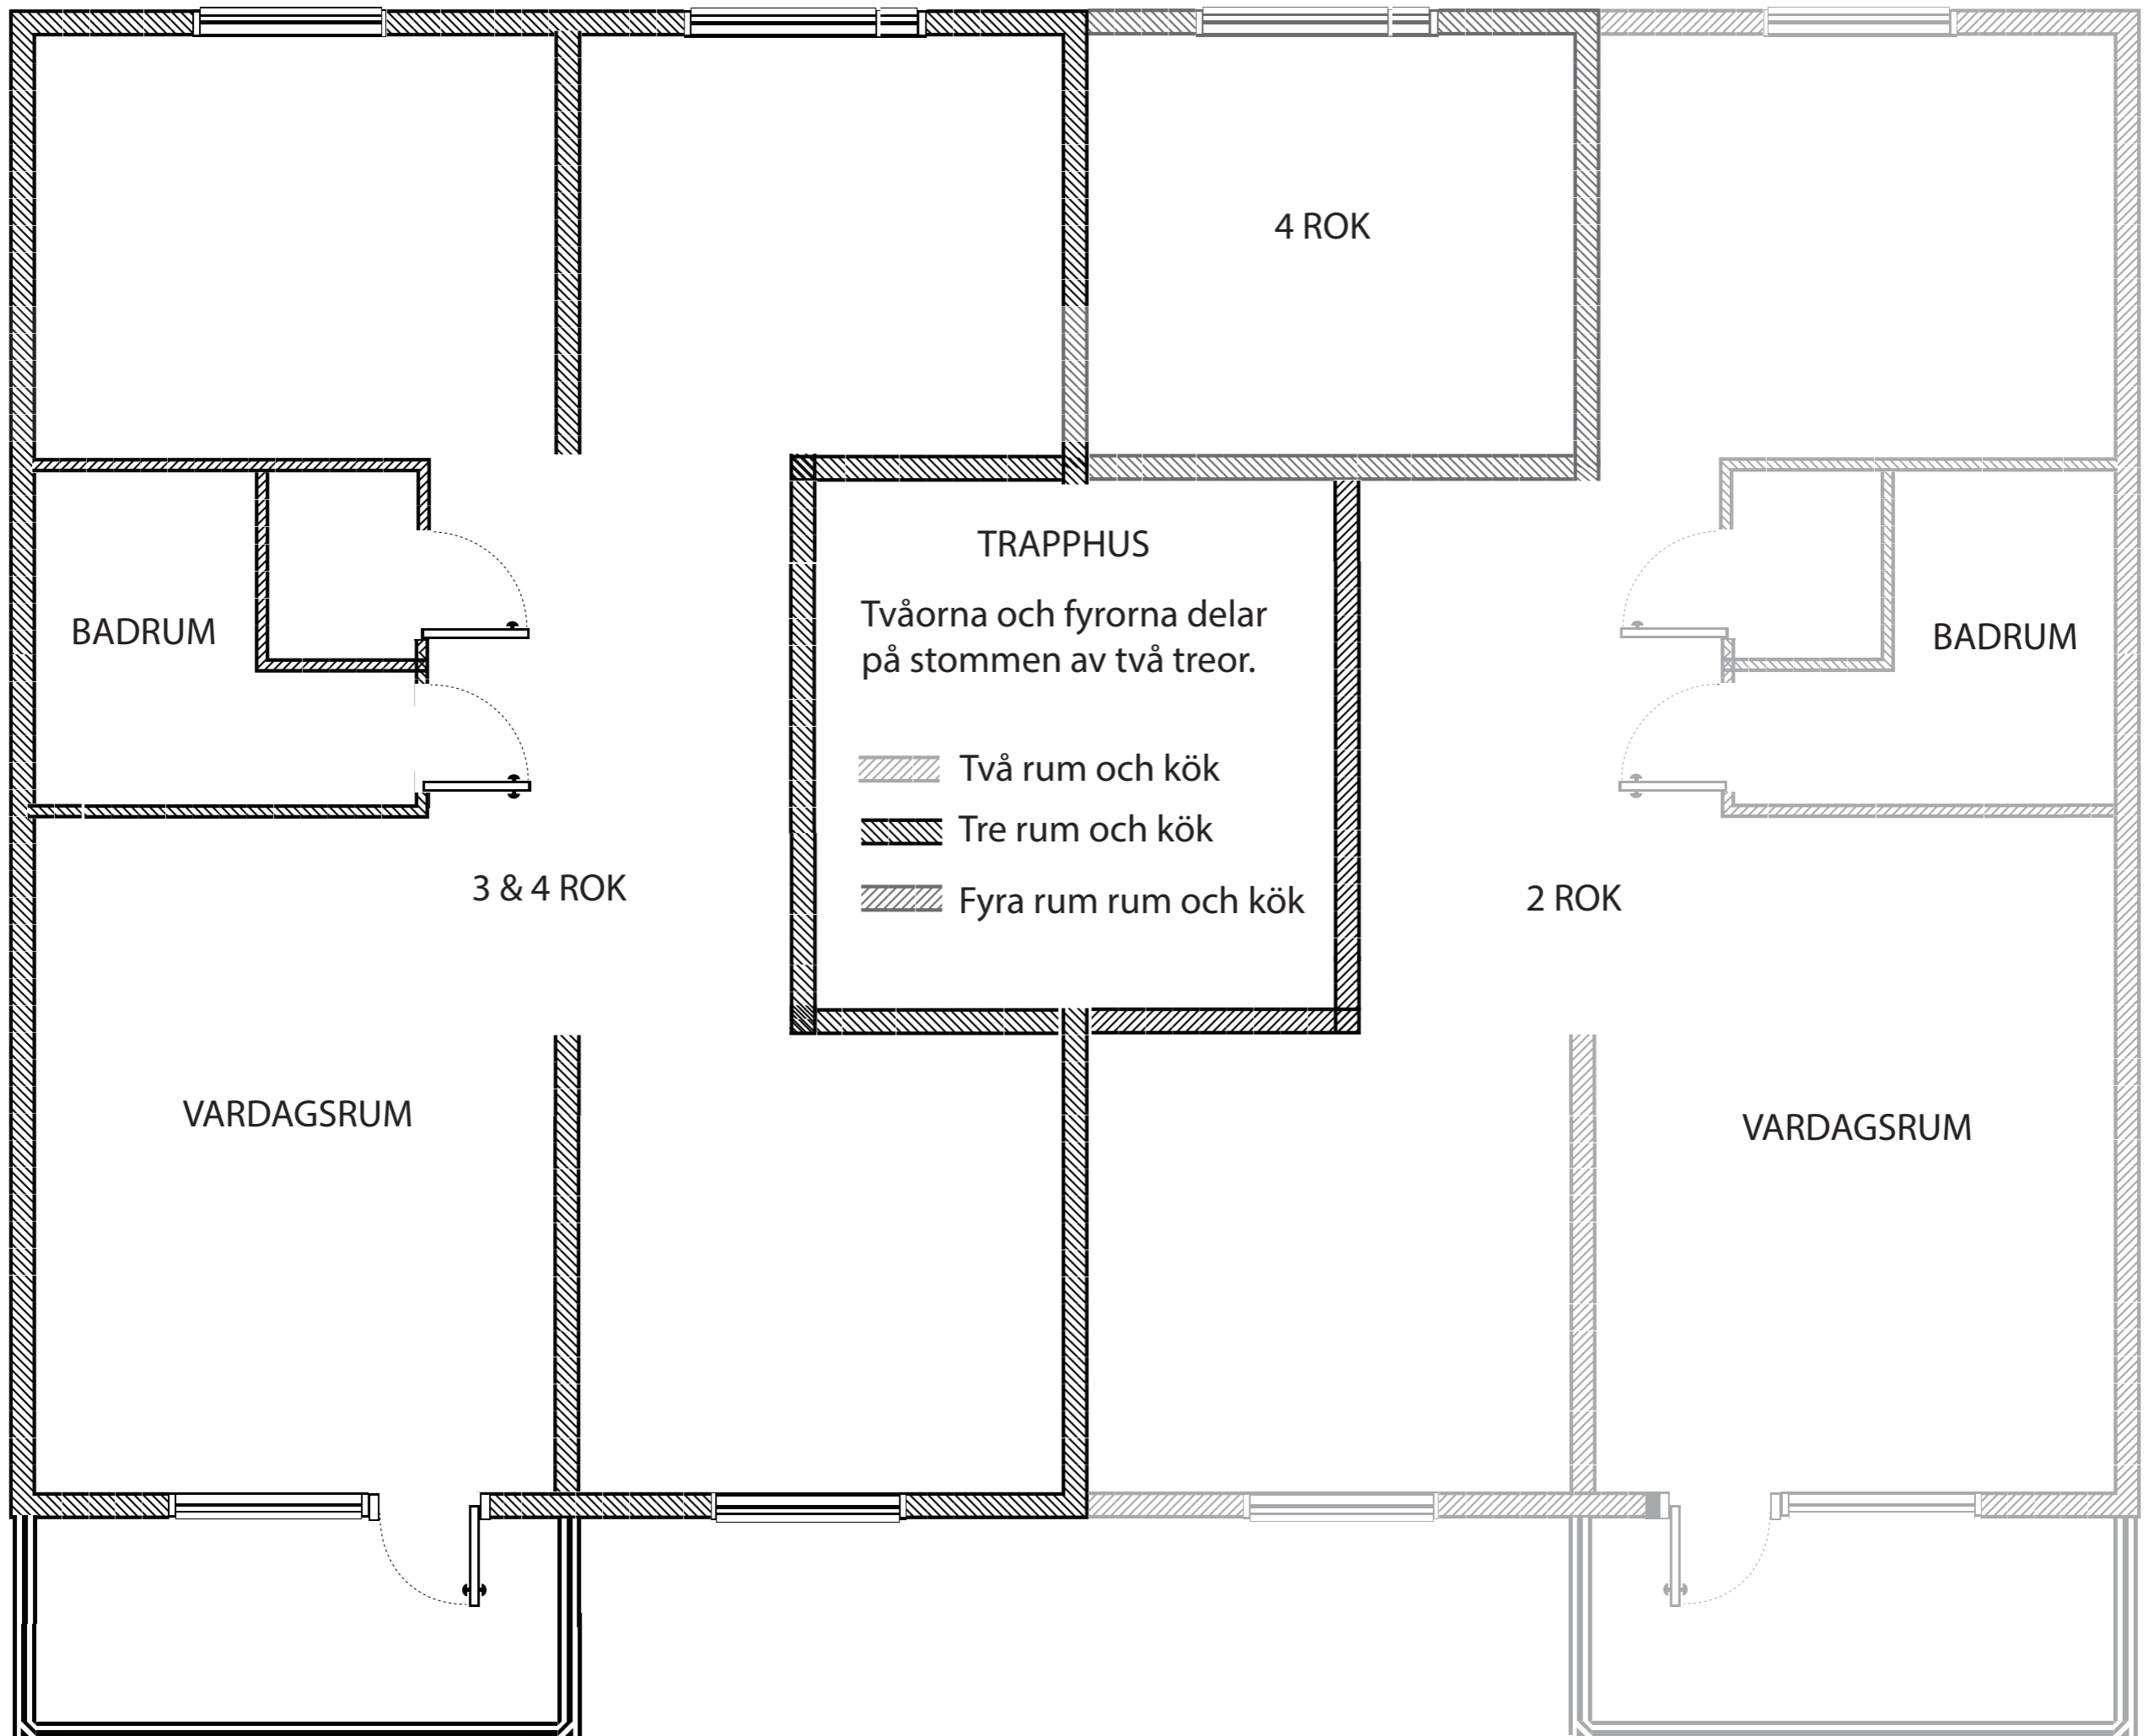 4 ROK
TRAPPHUS
Tvåorna och fyrorna delar
på stommen av två treor.
BADRUM
BADRUM
Två rum och kök
Tre rum och kök
Fyra rum rum och kök
3 & 4 ROK
2 ROK
VARDAGSRUM
VARDAGSRUM